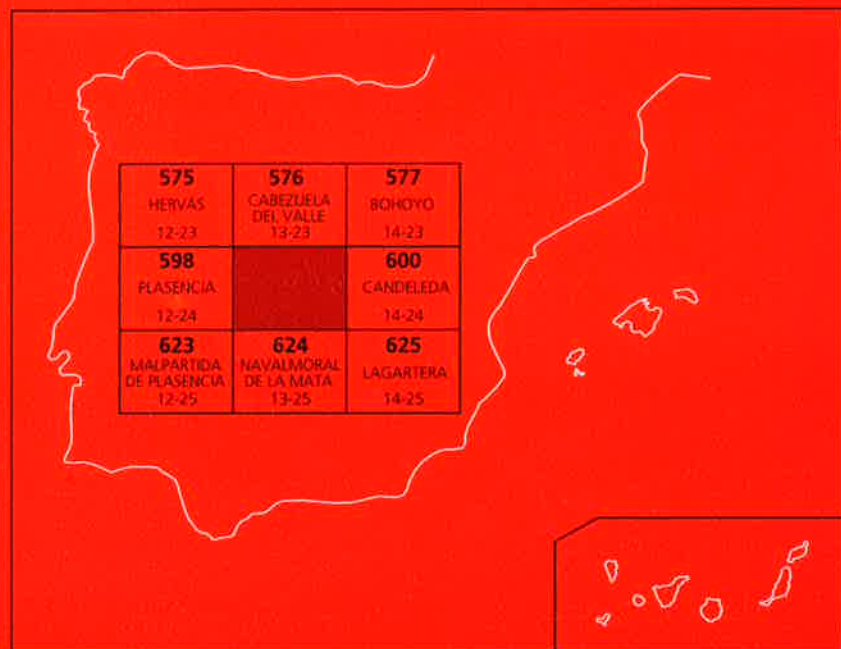 575
HERVAS
12-23
576
CABEZUELA
DEL VALLE
13-23
577
BOHOYO
14-23
598
PLASENCIA
12-24
600
CANDELEDA
14-24
623
MALPARTIDA
DE PLASENCIA
12-25
624
NAVALMORAL
DE LA MATA
13-25
625
LAGARTERA
14-25